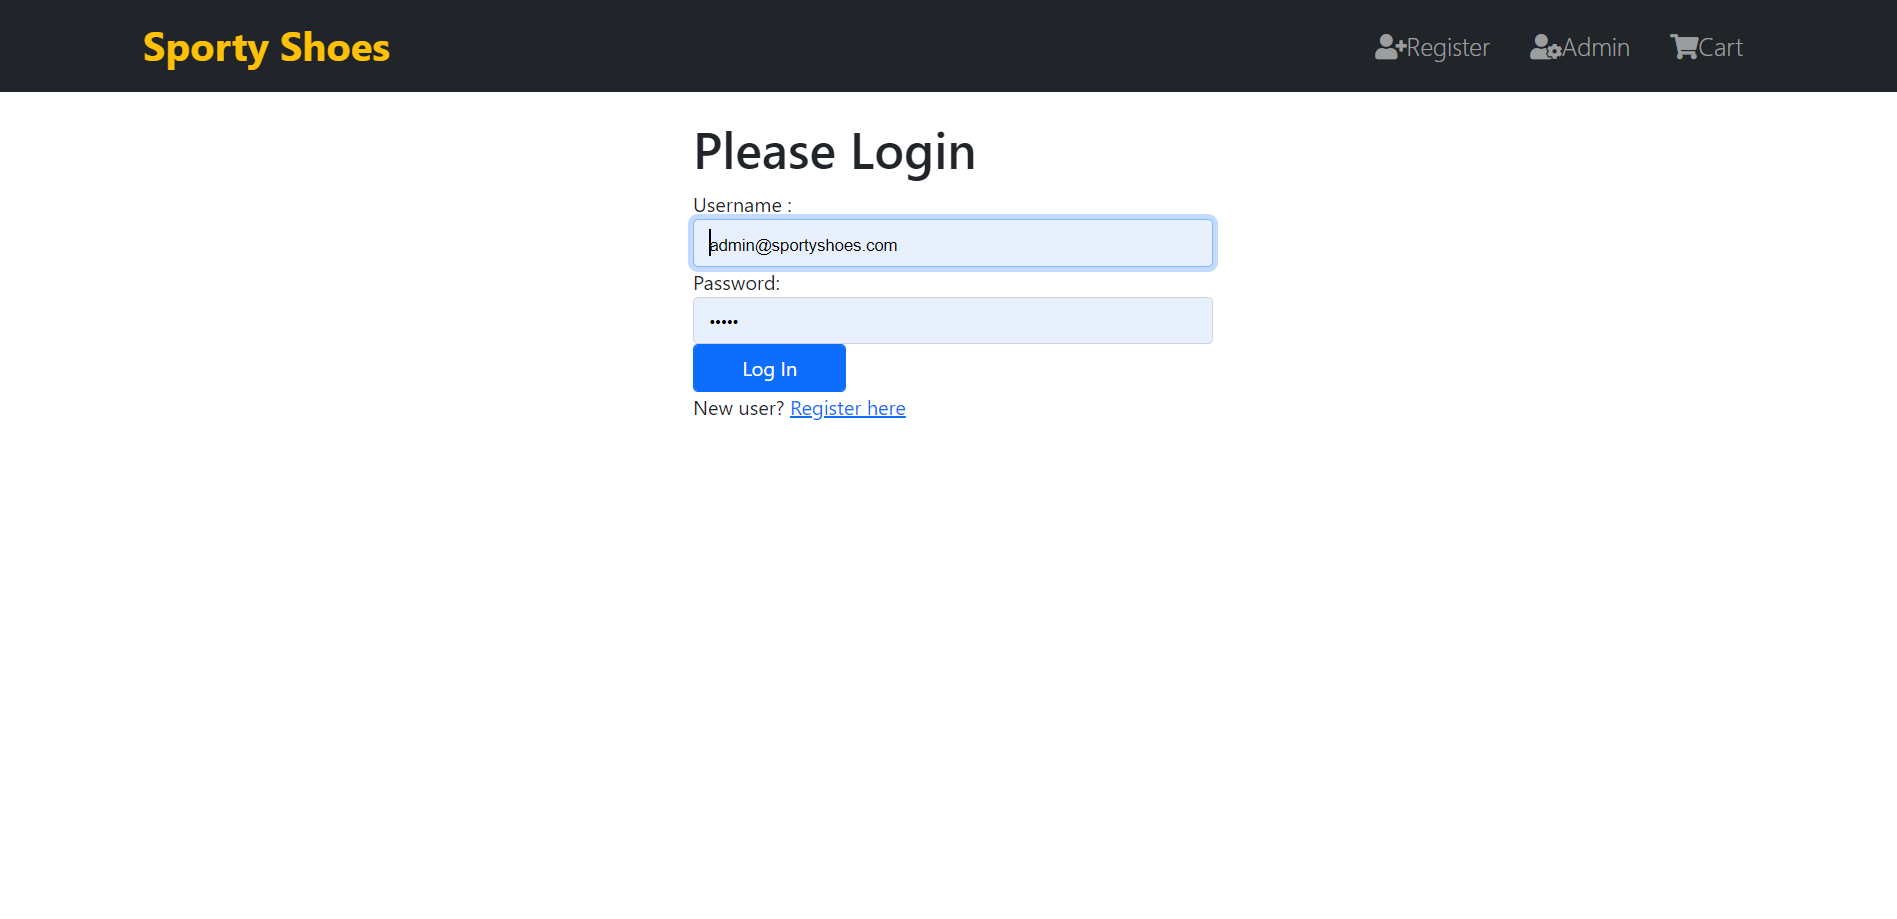 Sporty Shoes
Register Admin Cart
Please Login
Username :
admin@sportyshoes.com
Password:
•••••
Log In
New user? Register here